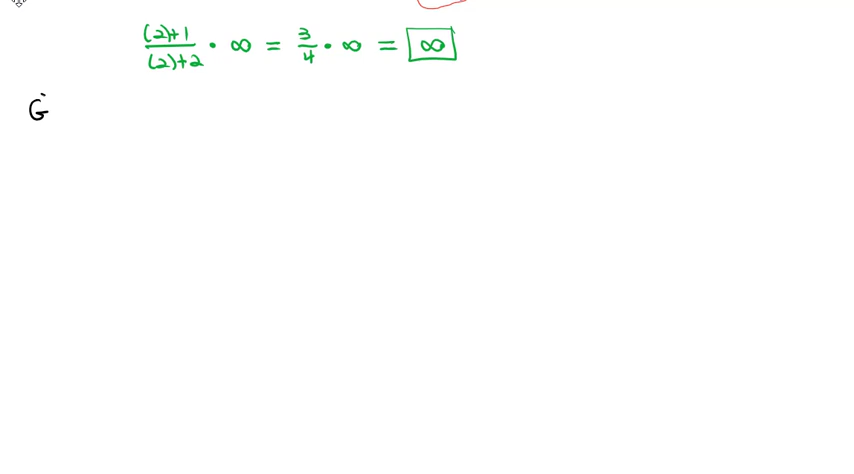 ((2)+1)/((2)+2) · ∞ = 3/4 · ∞ = ∞
G